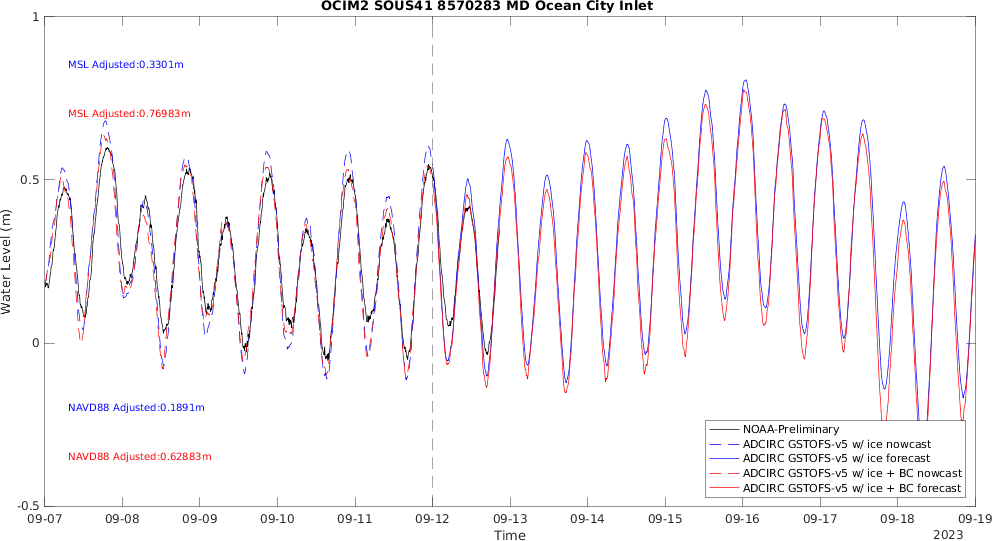 OCIM2 SOUS41 8570283 MD Ocean City Inlet
1
MSL Adjusted:0.3301m
MSL Adjusted:0.76983m
0.5
Water Level (m)
0
NAVD88 Adjusted:0.1891m
NAVD88 Adjusted:0.62883m
NOAA-Preliminary
ADCIRC GSTOFS-v5 w/ ice nowcast
ADCIRC GSTOFS-v5 w/ ice forecast
ADCIRC GSTOFS-v5 w/ ice + BC nowcast
ADCIRC GSTOFS-v5 w/ ice + BC forecast
-0.5
09-07 09-08 09-09 09-10 09-11 09-12 09-13 09-14 09-15 09-16 09-17 09-18 09-19
Time
2023